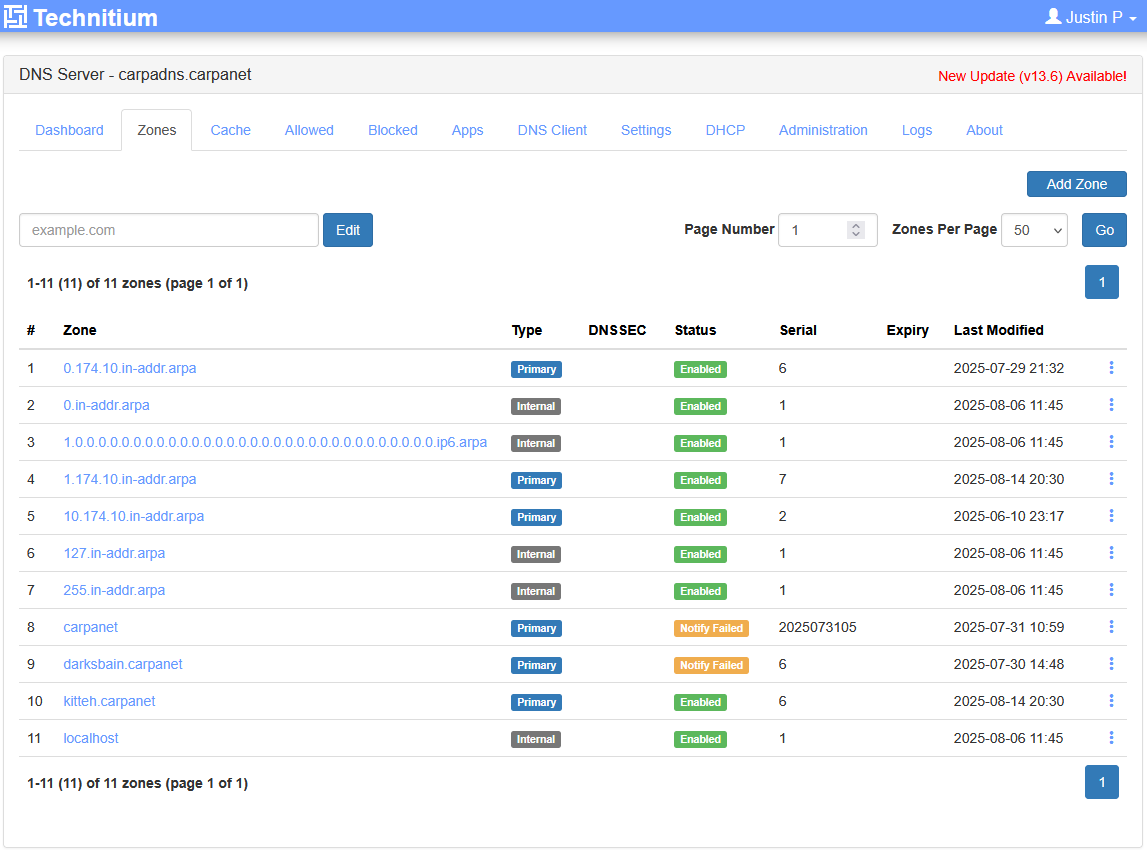 Technitium
Justin P
DNS Server - carpadns.carpanet
New Update (v13.6) Available!
Dashboard Zones Cache Allowed Blocked Apps DNS Client Settings DHCP Administration Logs About
Add Zone
example.com Edit Page Number 1 Zones Per Page 50 Go
1-11 (11) of 11 zones (page 1 of 1) 1
# Zone Type DNSSEC Status Serial Expiry Last Modified
1 0.174.10.in-addr.arpa Primary Enabled 6 2025-07-29 21:32
2 0.in-addr.arpa Internal Enabled 1 2025-08-06 11:45
3 1.0.0.0.0.0.0.0.0.0.0.0.0.0.0.0.0.0.0.0.0.0.0.0.0.0.0.0.0.0.0.0.ip6.arpa Internal Enabled 1 2025-08-06 11:45
4 1.174.10.in-addr.arpa Primary Enabled 7 2025-08-14 20:30
5 10.174.10.in-addr.arpa Primary Enabled 2 2025-06-10 23:17
6 127.in-addr.arpa Internal Enabled 1 2025-08-06 11:45
7 255.in-addr.arpa Internal Enabled 1 2025-08-06 11:45
8 carpanet Primary Notify Failed 2025073105 2025-07-31 10:59
9 darksbain.carpanet Primary Notify Failed 6 2025-07-30 14:48
10 kitteh.carpanet Primary Enabled 6 2025-08-14 20:30
11 localhost Internal Enabled 1 2025-08-06 11:45
1-11 (11) of 11 zones (page 1 of 1) 1